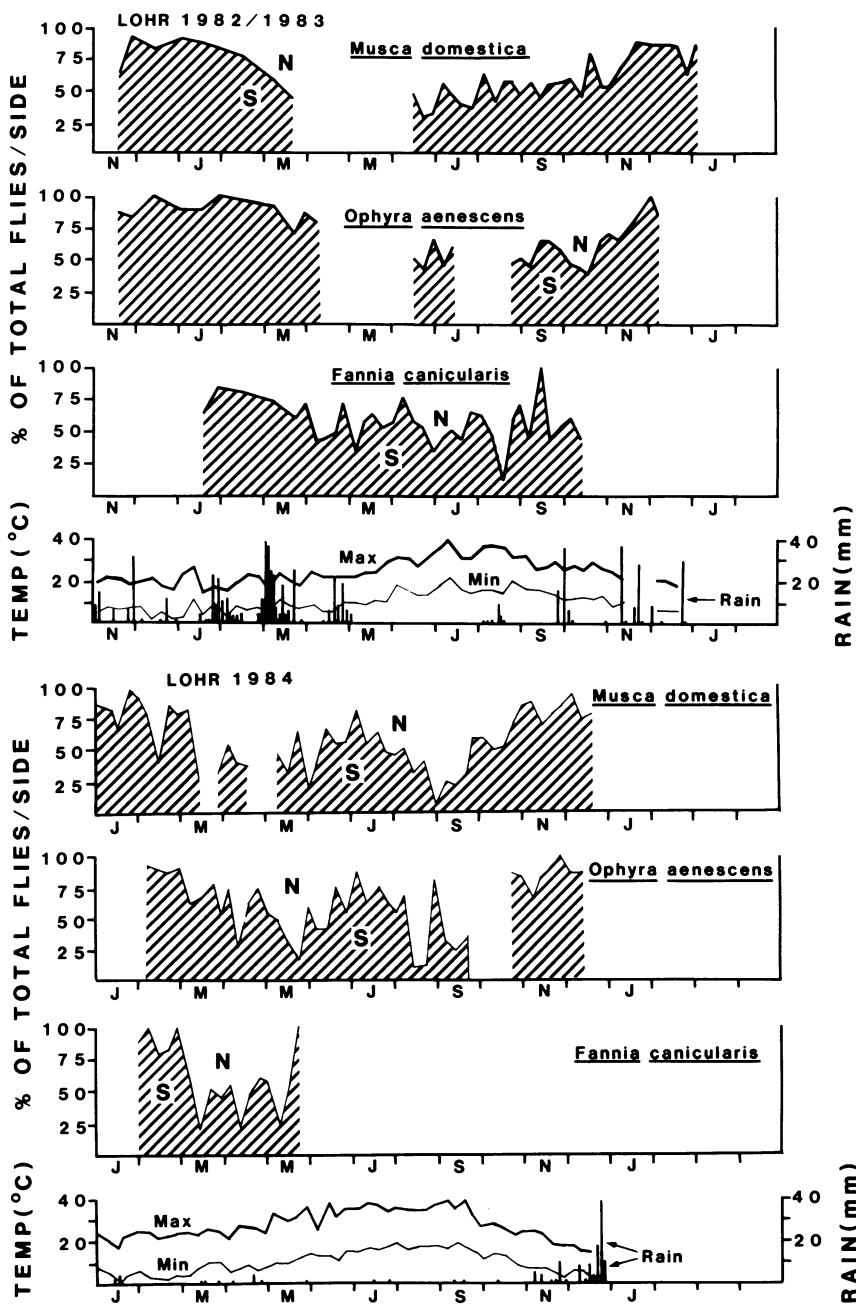 LOHR 1982/1983
% OF TOTAL FLIES/SIDE
100
75
50
25
Musca domestica
N
S
N J M M J S N J
100
75
50
25
Ophyra aenescens
N
S
N J M M J S N J
100
75
50
25
Fannia canicularis
N
S
N J M M J S N J
TEMP (°C)
40
20
Max
Min
Rain
40
20
RAIN (mm)
N J M M J S N J
LOHR 1984
% OF TOTAL FLIES/SIDE
100
75
50
25
Musca domestica
N
S
J M M J S N J
100
75
50
25
Ophyra aenescens
N
S
J M M J S N J
100
75
50
25
Fannia canicularis
N
S
J M M J S N J
TEMP (°C)
40
20
Max
Min
Rain
40
20
RAIN (mm)
J M M J S N J